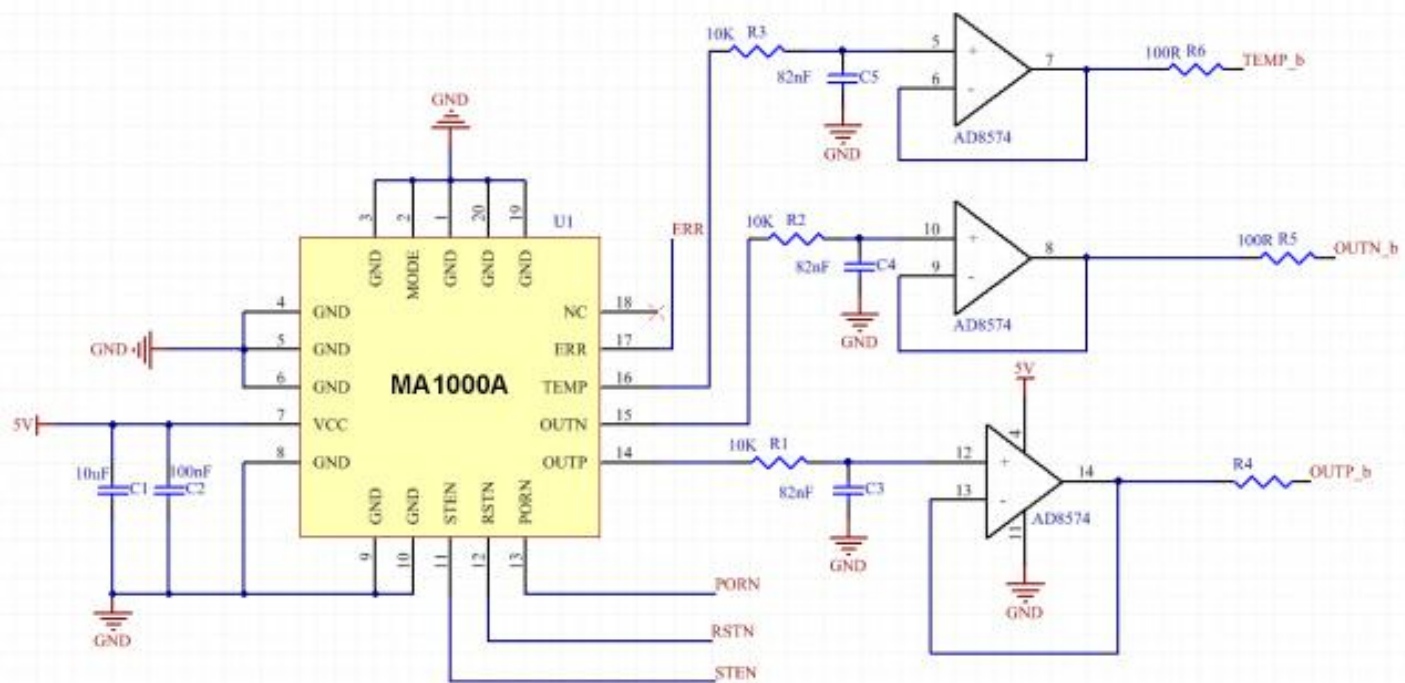 10K R3
5
7
100R R6
TEMP_b
+
82nF
C5
6
-
GND
AD8574
GND
3
2
1
20
19
U1
ERR
10K R2
10
8
100R R5
OUTN_b
+
82nF
C4
9
-
GND
AD8574
GND
MODE
GND
GND
GND
4
GND
NC
18
GND
5
GND
ERR
17
6
GND
MA1000A
TEMP
16
5V
5V
7
VCC
OUTN
15
4
8
GND
OUTP
14
10K R1
12
14
R4
OUTP_b
+
10uF
C1
100nF
C2
82nF
C3
13
-
AD8574
GND
GND
STEN
RSTN
PORN
11
9
10
11
12
13
GND
GND
PORN
GND
RSTN
STEN